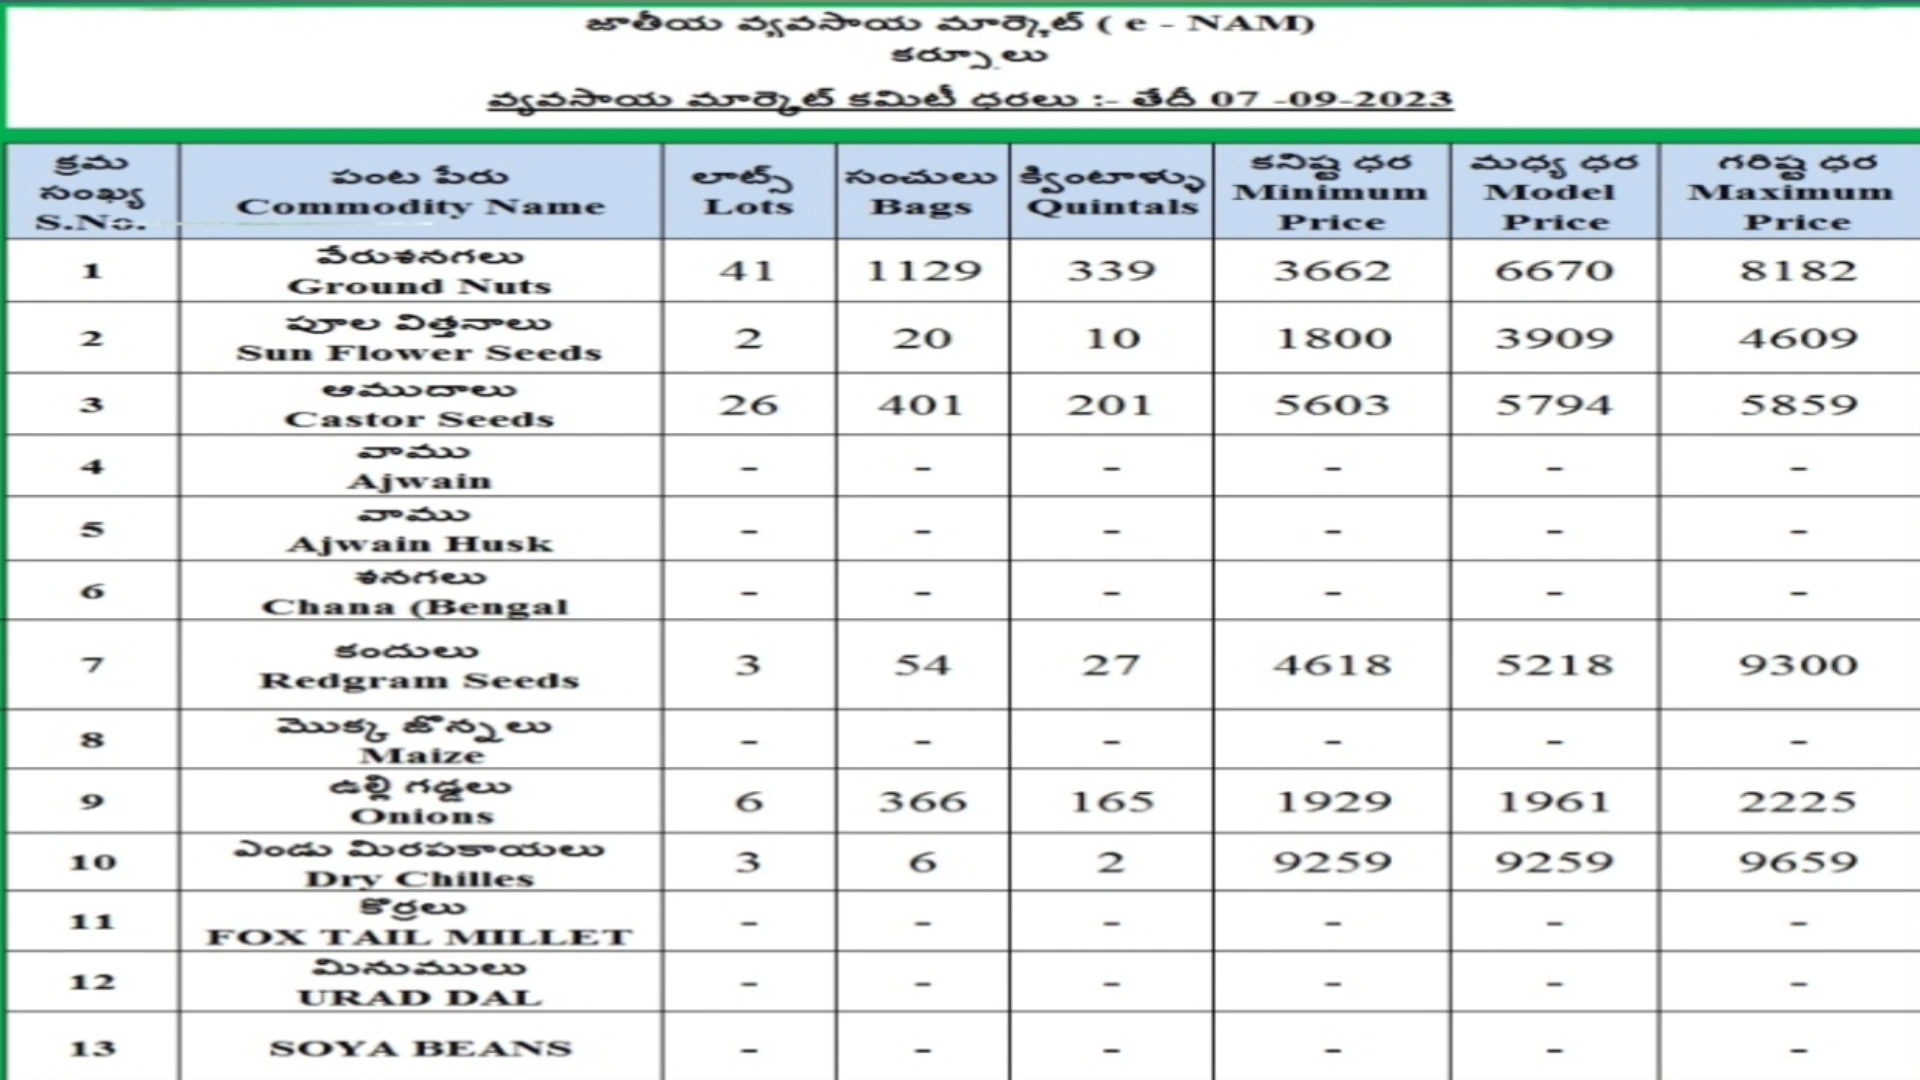 జాతీయ వ్యవసాయ మార్కెట్ ( e - NAM)
కర్నూలు
వ్యవసాయ మార్కెట్ కమిటీ ధరలు :- తేదీ 07 -09-2023
క్రమ సంఖ్య S.No. పంట పేరు Commodity Name లాట్స్ Lots సంచులు Bags క్వింటాళ్ళు Quintals కనిష్ట ధర Minimum Price మధ్య ధర Model Price గరిష్ట ధర Maximum Price
1 వేరుశనగలు Ground Nuts 41 1129 339 3662 6670 8182
2 పూల విత్తనాలు Sun Flower Seeds 2 20 10 1800 3909 4609
3 ఆముదాలు Castor Seeds 26 401 201 5603 5794 5859
4 వాము Ajwain - - - - - -
5 వాము Ajwain Husk - - - - - -
6 శనగలు Chana (Bengal - - - - - -
7 కందులు Redgram Seeds 3 54 27 4618 5218 9300
8 మొక్క జొన్నలు Maize - - - - - -
9 ఉల్లి గడ్డలు Onions 6 366 165 1929 1961 2225
10 ఎండు మిరపకాయలు Dry Chilles 3 6 2 9259 9259 9659
11 కొర్రలు FOX TAIL MILLET - - - - - -
12 మినుములు URAD DAL - - - - - -
13 SOYA BEANS - - - - - -